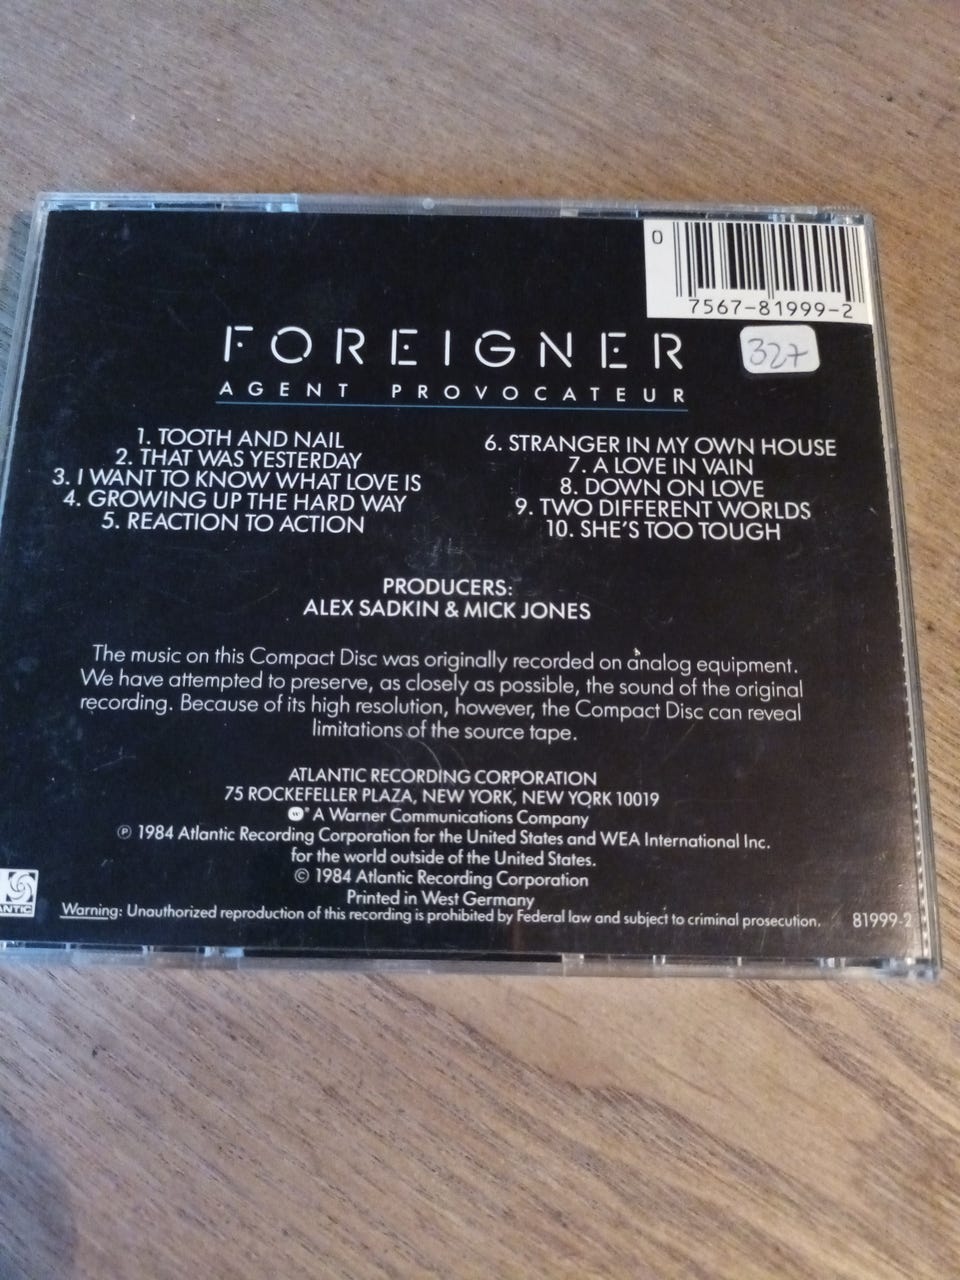 0
7567-81999-2
FOREIGNER
327
AGENT PROVOCATEUR
1. TOOTH AND NAIL
2. THAT WAS YESTERDAY
3. I WANT TO KNOW WHAT LOVE IS
4. GROWING UP THE HARD WAY
5. REACTION TO ACTION
6. STRANGER IN MY OWN HOUSE
7. A LOVE IN VAIN
8. DOWN ON LOVE
9. TWO DIFFERENT WORLDS
10. SHE'S TOO TOUGH
PRODUCERS:
ALEX SADKIN & MICK JONES
The music on this Compact Disc was originally recorded on analog equipment.
We have attempted to preserve, as closely as possible, the sound of the original
recording. Because of its high resolution, however, the Compact Disc can reveal
limitations of the source tape.
ATLANTIC RECORDING CORPORATION
75 ROCKEFELLER PLAZA, NEW YORK, NEW YORK 10019
A Warner Communications Company
℗ 1984 Atlantic Recording Corporation for the United States and WEA International Inc.
for the world outside of the United States.
© 1984 Atlantic Recording Corporation
Printed in West Germany
ANTIC
Warning: Unauthorized reproduction of this recording is prohibited by Federal law and subject to criminal prosecution. 81999-2